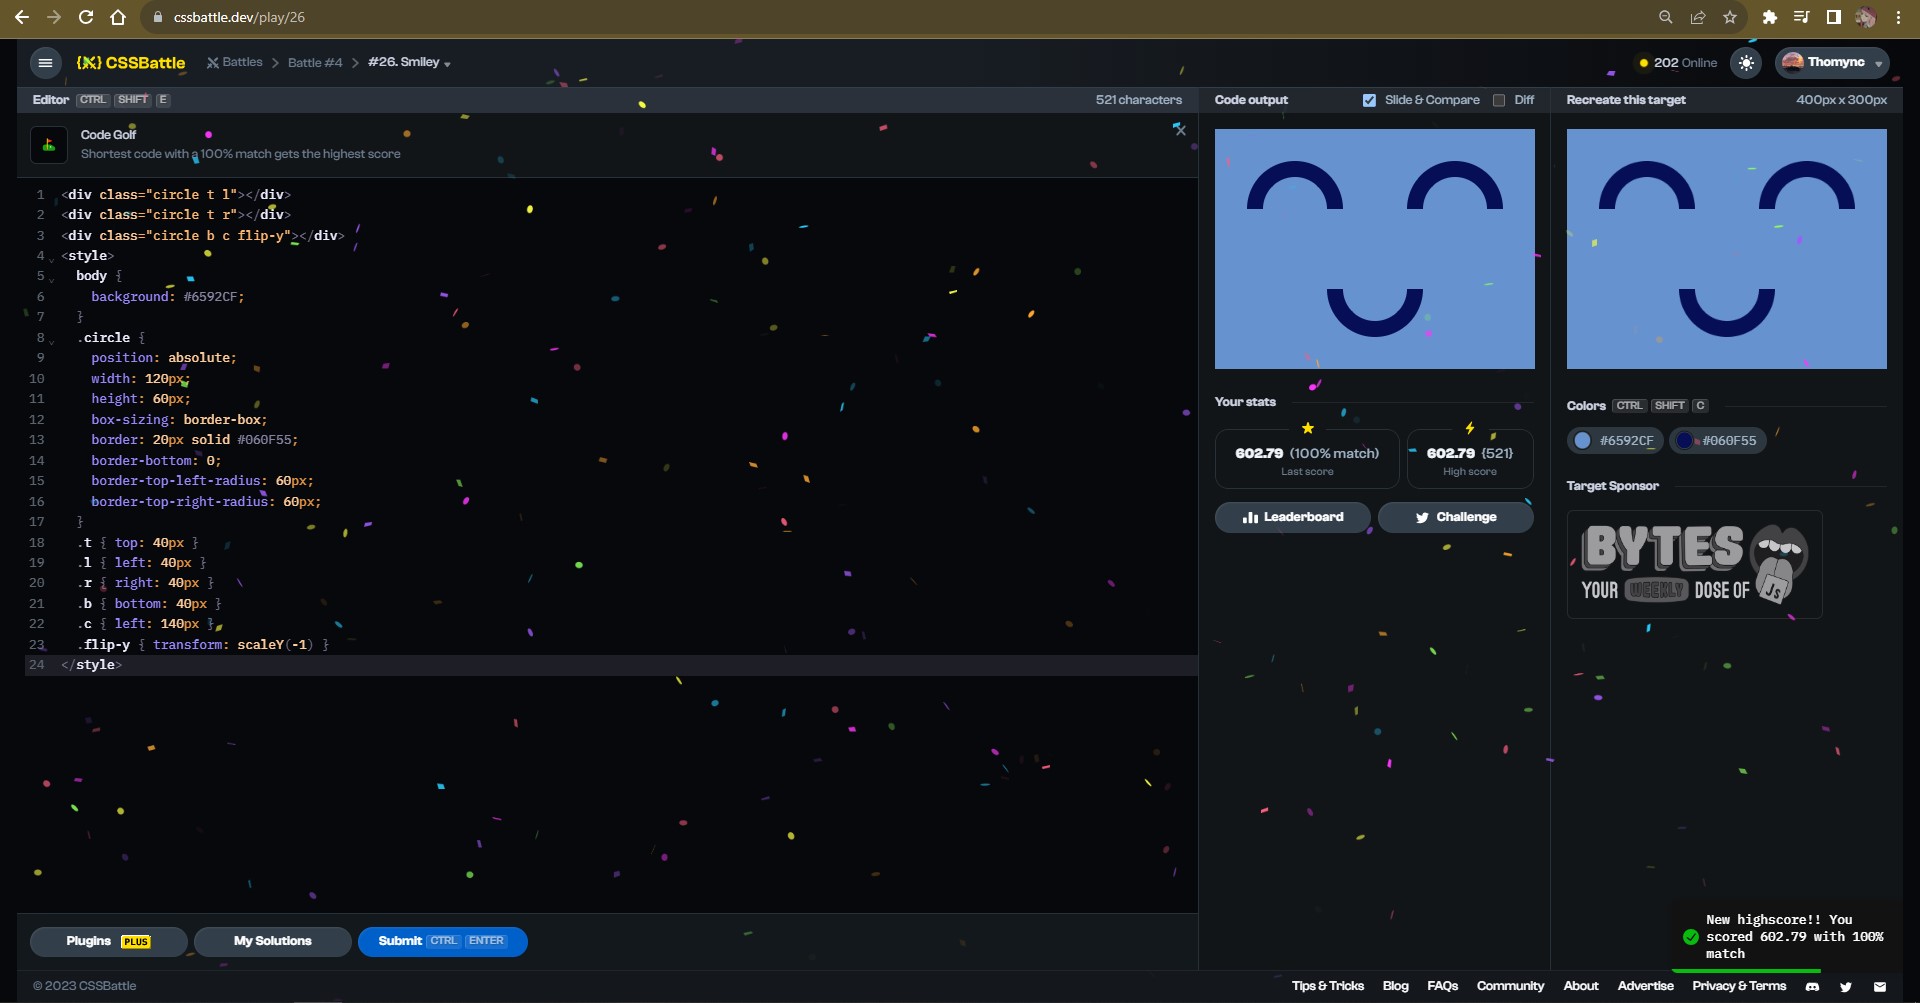 cssbattle.dev/play/26
CSSBattle
Battles > Battle #4 > #26. Smiley
202 Online
Thomync
Editor CTRL SHIFT E
521 characters
Code output
Slide & Compare
Diff
Recreate this target
400px x 300px
Code Golf
Shortest code with a 100% match gets the highest score
1 <div class="circle t l"></div>
2 <div class="circle t r"></div>
3 <div class="circle b c flip-y"></div>
4 <style>
5 body {
6 background: #6592CF;
7 }
8 .circle {
9 position: absolute;
10 width: 120px;
11 height: 60px;
12 box-sizing: border-box;
13 border: 20px solid #060F55;
14 border-bottom: 0;
15 border-top-left-radius: 60px;
16 border-top-right-radius: 60px;
17 }
18 .t { top: 40px }
19 .l { left: 40px }
20 .r { right: 40px }
21 .b { bottom: 40px }
22 .c { left: 140px }
23 .flip-y { transform: scaleY(-1) }
24 </style>
Your stats
602.79 (100% match)
Last score
602.79 {521}
High score
Leaderboard
Challenge
Colors CTRL SHIFT C
#6592CF
#060F55
Target Sponsor
BYTES
YOUR WEEKLY DOSE OF JS
Plugins PLUS
My Solutions
Submit CTRL ENTER
New highscore!! You
scored 602.79 with 100%
match
© 2023 CSSBattle
Tips & Tricks Blog FAQs Community About Advertise Privacy & Terms